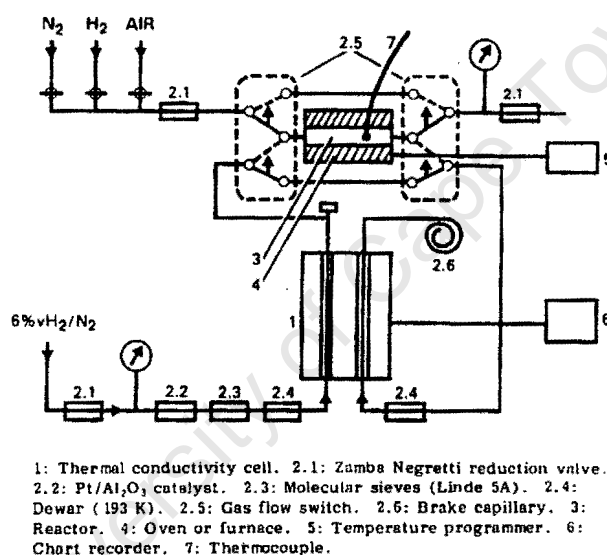 N₂ H₂ AIR
2.5
7
2.1
2.1
5
3
4
2.6
1
6
6%vH₂/N₂
2.1
2.2
2.3
2.4
2.4
1: Thermal conductivity cell. 2.1: Zamba Negretti reduction valve.
2.2: Pt/Al₂O₃ catalyst. 2.3: Molecular sieves (Linde 5A). 2.4:
Dewar (193 K). 2.5: Gas flow switch. 2.6: Brake capillary. 3:
Reactor. 4: Oven or furnace. 5: Temperature programmer. 6:
Chart recorder. 7: Thermocouple.
University of Cape Tow